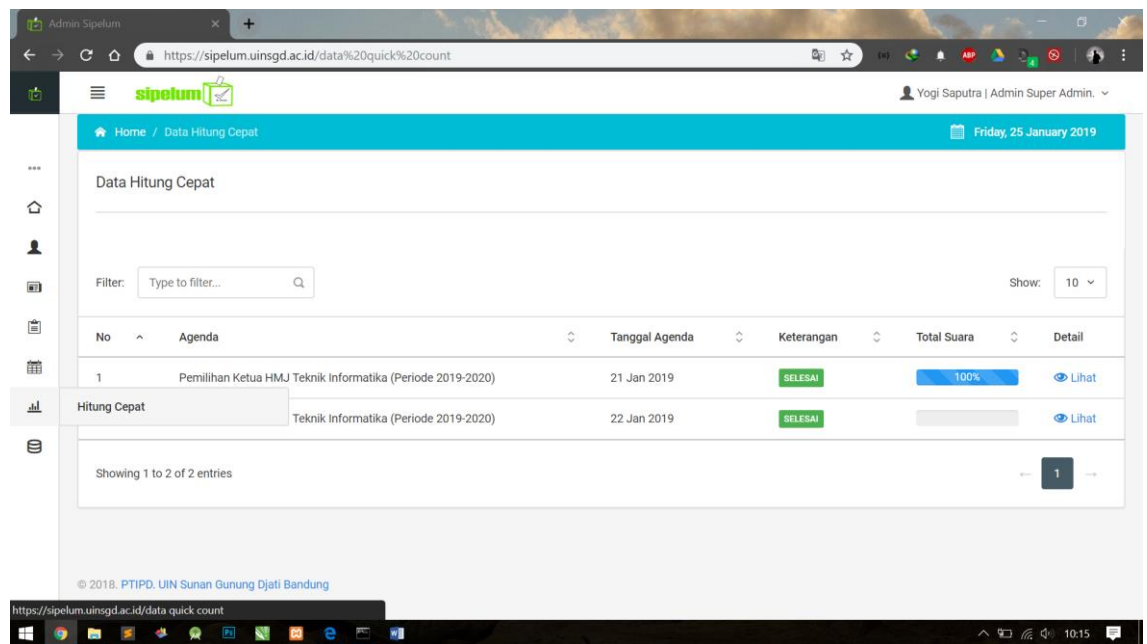 Admin Sipelum
https://sipelum.uinsgd.ac.id/data%20quick%20count
ABP
4
sipelum
Yogi Saputra | Admin Super Admin.
Home / Data Hitung Cepat
Friday, 25 January 2019
Data Hitung Cepat
Filter: Type to filter...
Show: 10
No Agenda Tanggal Agenda Keterangan Total Suara Detail
1 Pemilihan Ketua HMJ Teknik Informatika (Periode 2019-2020) 21 Jan 2019 SELESAI 100% Lihat
Hitung Cepat
Teknik Informatika (Periode 2019-2020) 22 Jan 2019 SELESAI Lihat
Showing 1 to 2 of 2 entries
← 1 →
© 2018. PTIPD. UIN Sunan Gunung Djati Bandung
https://sipelum.uinsgd.ac.id/data quick count
10:15